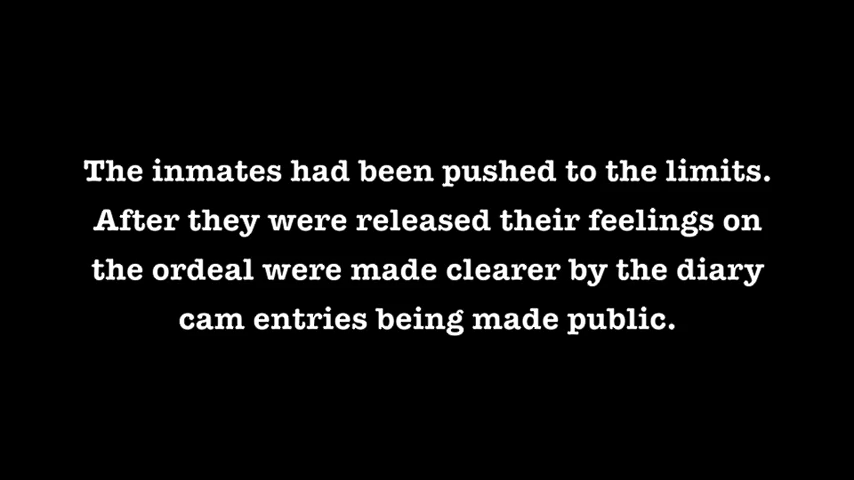 The inmates had been pushed to the limits.
After they were released their feelings on
the ordeal were made clearer by the diary
cam entries being made public.